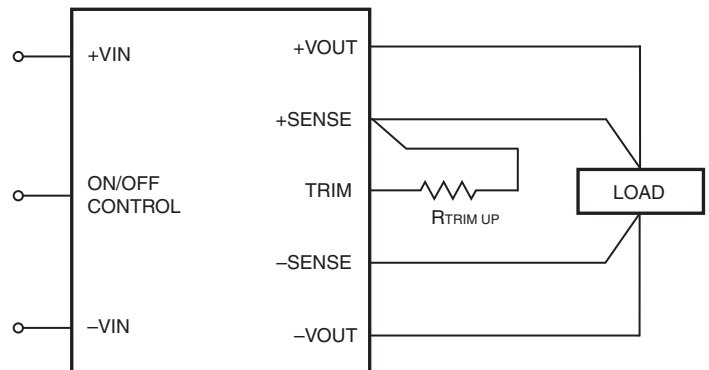 +VIN
+VOUT
+SENSE
ON/OFF
CONTROL
TRIM
RTRIM UP
LOAD
–SENSE
–VIN
–VOUT